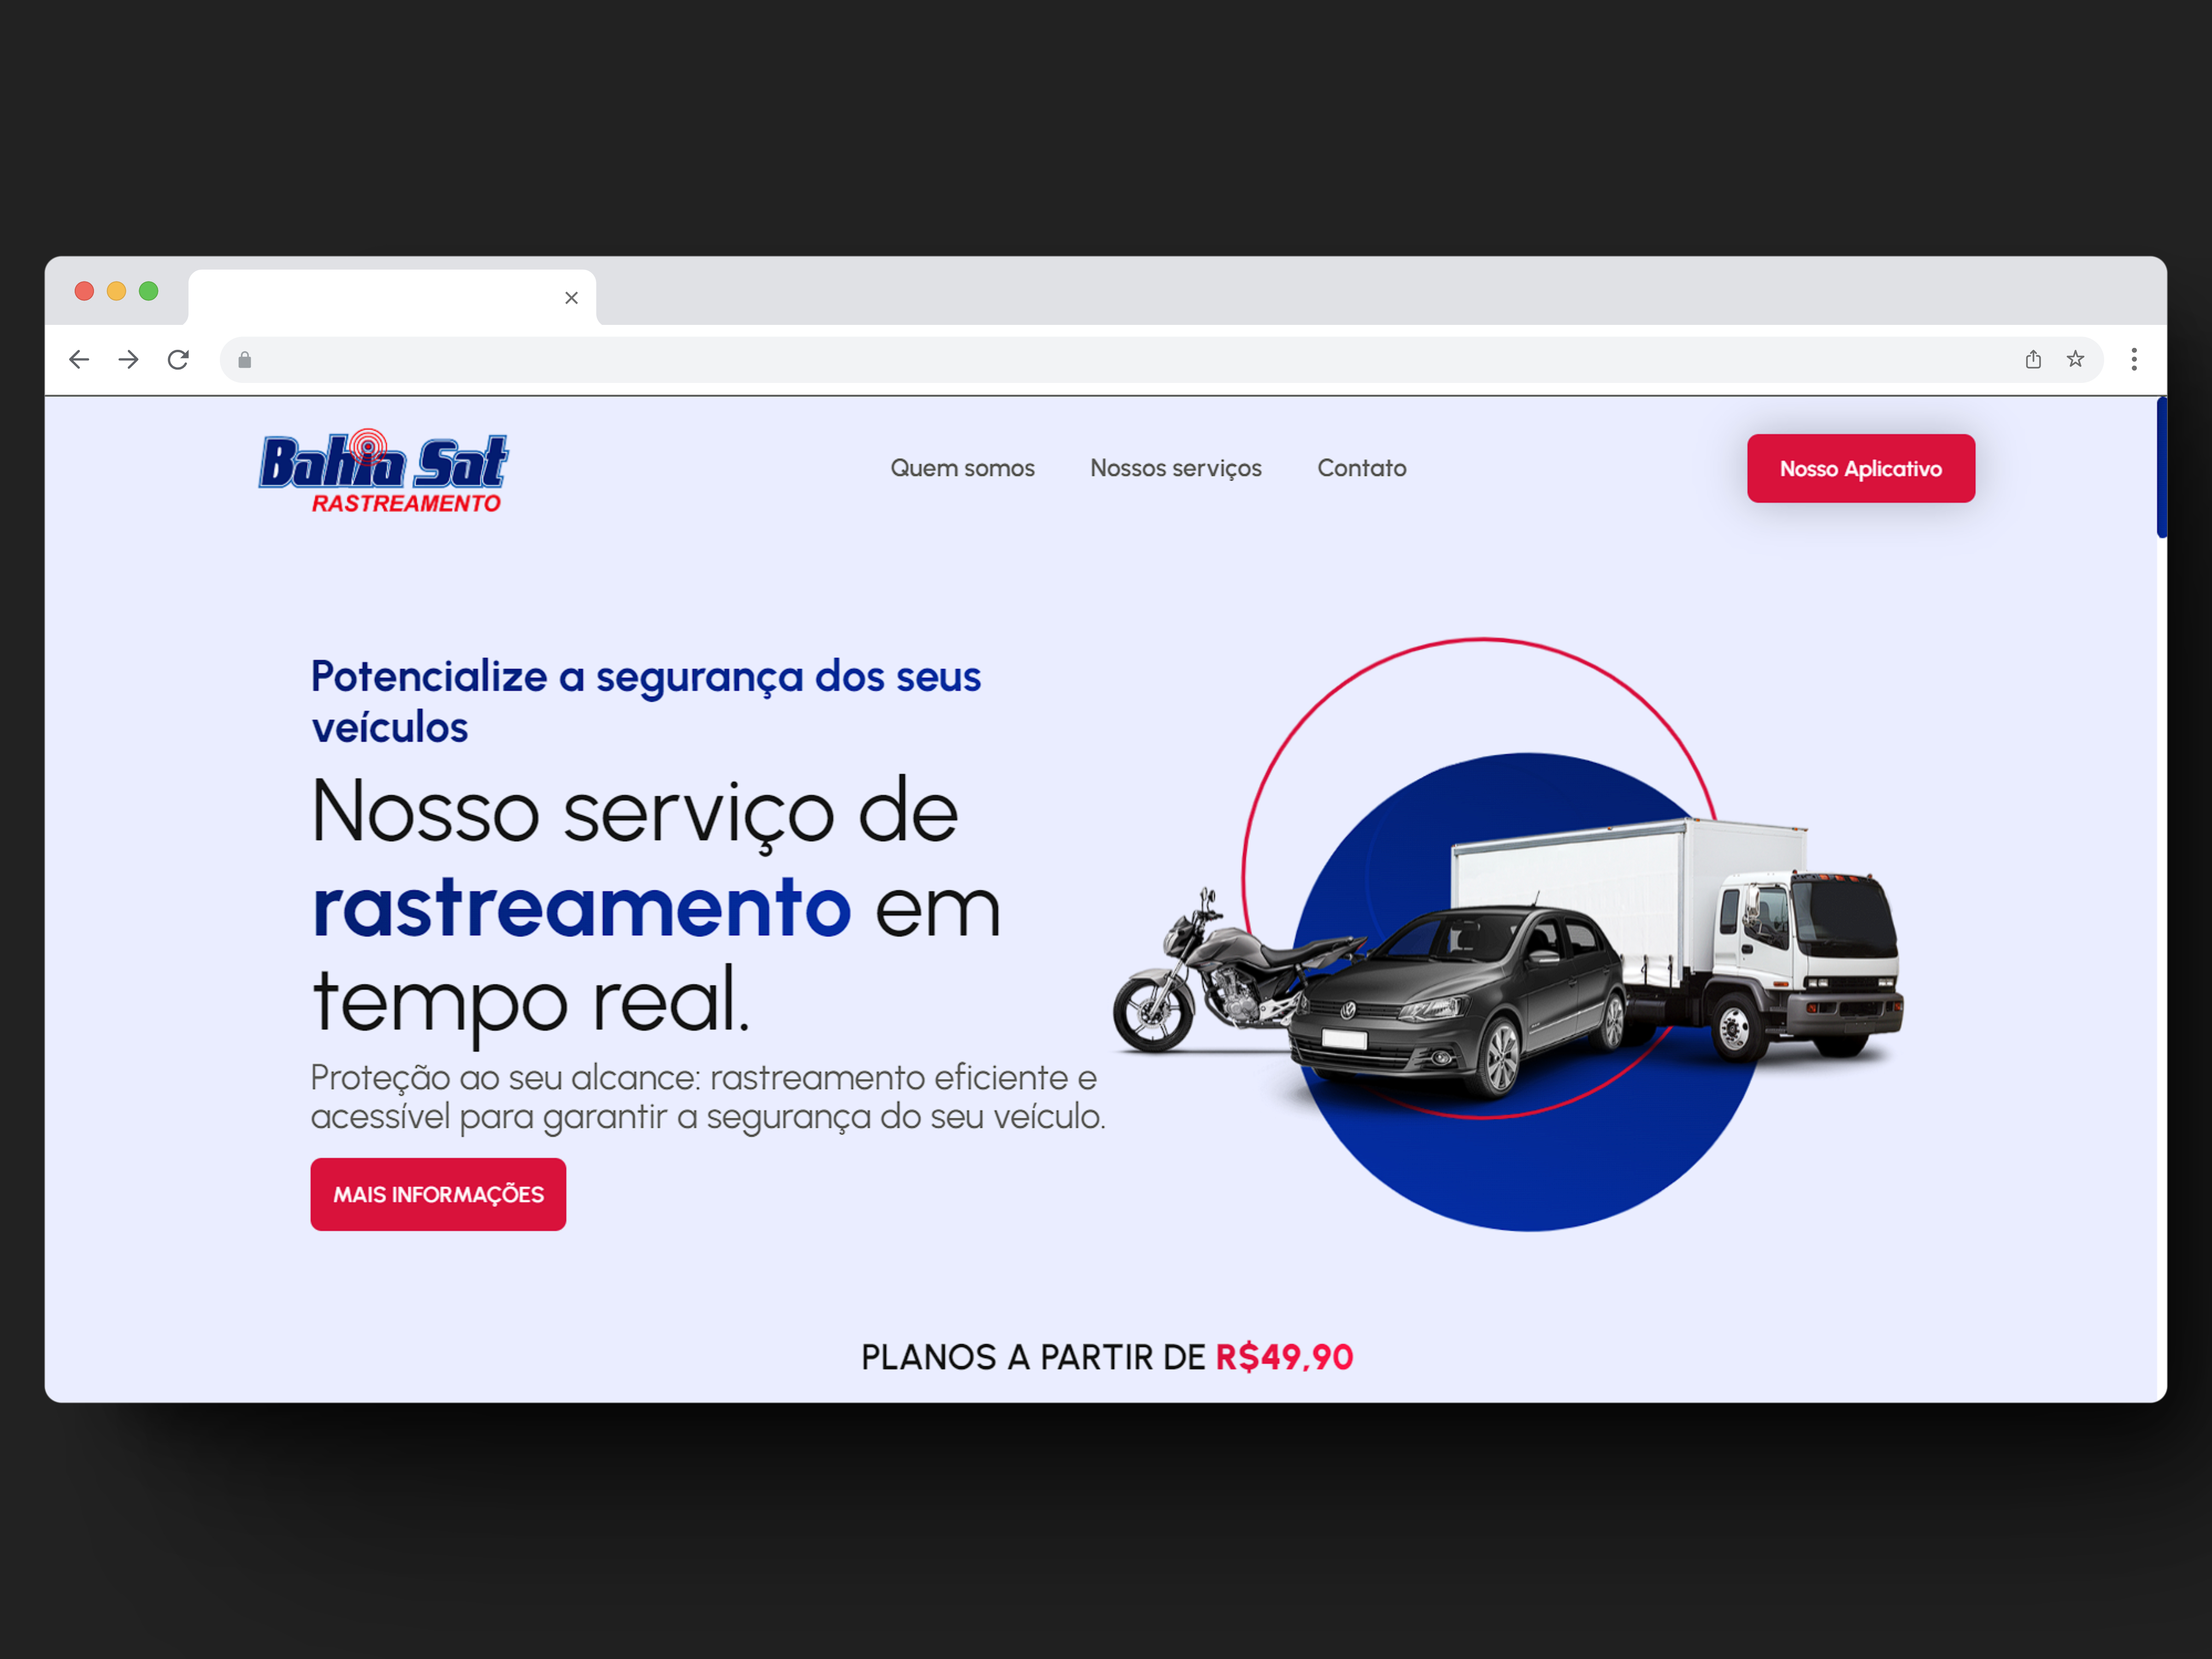 Bahia Sat
RASTREAMENTO
Quem somos
Nossos serviços
Contato
Nosso Aplicativo
Potencialize a segurança dos seus
veículos
Nosso serviço de
rastreamento em
tempo real.
Proteção ao seu alcance: rastreamento eficiente e
acessível para garantir a segurança do seu veículo.
MAIS INFORMAÇÕES
PLANOS A PARTIR DE R$49,90